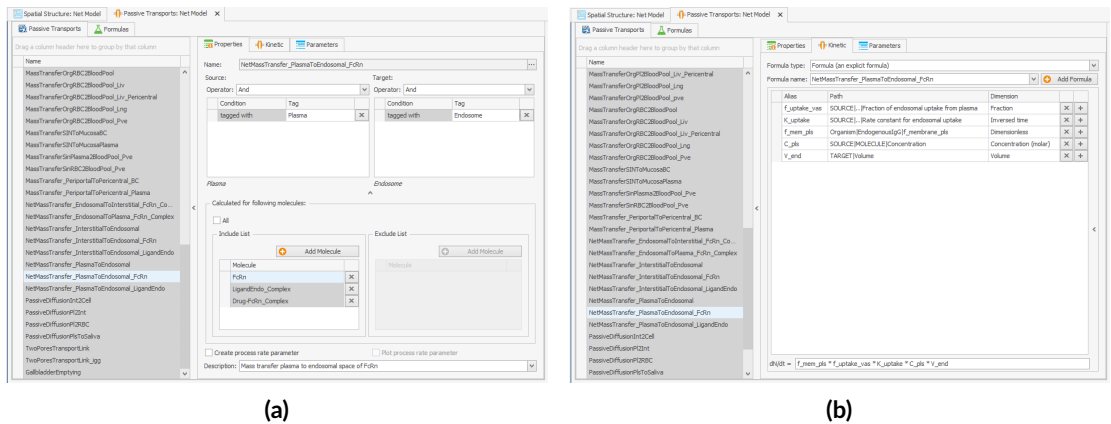 Spatial Structure: Net Model
Passive Transports: Net Model
Passive Transports
Formulas
Drag a column header here to group by that column
Name
MassTransferOrgRBC2BloodPool
MassTransferOrgRBC2BloodPool_Liv
MassTransferOrgRBC2BloodPool_Liv_Pericentral
MassTransferOrgRBC2BloodPool_Lng
MassTransferOrgRBC2BloodPool_Pve
MassTransferSINToMucosaBC
MassTransferSINToMucosaPlasma
MassTransferSinPlasma2BloodPool_Pve
MassTransferSinRBC2BloodPool_Pve
MassTransfer_PeriportalToPericentral_BC
MassTransfer_PeriportalToPericentral_Plasma
NetMassTransfer_EndosomalToInterstitial_FcRn_Co...
NetMassTransfer_EndosomalToPlasma_FcRn_Complex
NetMassTransfer_InterstitialToEndosomal
NetMassTransfer_InterstitialToEndosomal_FcRn
NetMassTransfer_InterstitialToEndosomal_LigandEndo
NetMassTransfer_PlasmaToEndosomal
NetMassTransfer_PlasmaToEndosomal_FcRn
NetMassTransfer_PlasmaToEndosomal_LigandEndo
PassiveDiffusionInt2Cell
PassiveDiffusionPl2Int
PassiveDiffusionPl2RBC
PassiveDiffusionPlsToSaliva
TwoPoresTransportLink
TwoPoresTransportLink_igg
GallbladderEmptying
Properties
Kinetic
Parameters
Name: NetMassTransfer_PlasmaToEndosomal_FcRn ...
Source: Target:
Operator: And Operator: And
Condition Tag Condition Tag
tagged with Plasma tagged with Endosome
Plasma Endosome
Calculated for following molecules:
All
Include List Exclude List
Add Molecule Add Molecule
Molecule Molecule
FcRn
LigandEndo_Complex
Drug-FcRn_Complex
Create process rate parameter Plot process rate parameter
Description: Mass transfer plasma to endosomal space of FcRn
(a)
Spatial Structure: Net Model
Passive Transports: Net Model
Passive Transports
Formulas
Drag a column header here to group by that column
Name
MassTransferOrgPl2BloodPool_Liv_Pericentral
MassTransferOrgPl2BloodPool_Lng
MassTransferOrgPl2BloodPool_pve
MassTransferOrgRBC2BloodPool
MassTransferOrgRBC2BloodPool_Liv
MassTransferOrgRBC2BloodPool_Liv_Pericentral
MassTransferOrgRBC2BloodPool_Lng
MassTransferOrgRBC2BloodPool_Pve
MassTransferSINToMucosaBC
MassTransferSINToMucosaPlasma
MassTransferSinPlasma2BloodPool_Pve
MassTransferSinRBC2BloodPool_Pve
MassTransfer_PeriportalToPericentral_BC
MassTransfer_PeriportalToPericentral_Plasma
NetMassTransfer_EndosomalToInterstitial_FcRn_Co...
NetMassTransfer_EndosomalToPlasma_FcRn_Complex
NetMassTransfer_InterstitialToEndosomal
NetMassTransfer_InterstitialToEndosomal_FcRn
NetMassTransfer_InterstitialToEndosomal_LigandEndo
NetMassTransfer_PlasmaToEndosomal
NetMassTransfer_PlasmaToEndosomal_FcRn
NetMassTransfer_PlasmaToEndosomal_LigandEndo
PassiveDiffusionInt2Cell
PassiveDiffusionPl2Int
PassiveDiffusionPl2RBC
PassiveDiffusionPlsToSaliva
Properties
Kinetic
Parameters
Formula type: Formula (an explicit formula)
Formula name: NetMassTransfer_PlasmaToEndosomal_FcRn Add Formula
Alias Path Dimension
f_uptake_vas SOURCE|...|Fraction of endosomal uptake from plasma Fraction
K_uptake SOURCE|...|Rate constant for endosomal uptake Inversed time
f_mem_pls Organism|EndogenousIgG|f_membrane_pls Dimensionless
C_pls SOURCE|MOLECULE|Concentration Concentration (molar)
V_end TARGET|Volume Volume
dN/dt = f_mem_pls * f_uptake_vas * K_uptake * C_pls * V_end
(b)